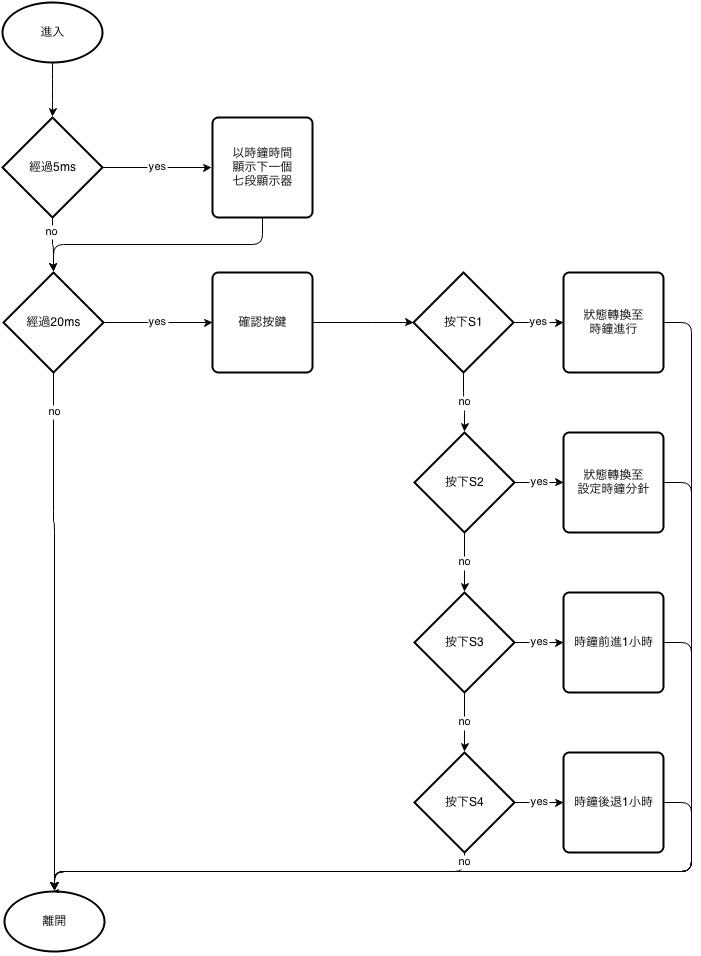 進入
經過5ms
yes
以時鐘時間
顯示下一個
七段顯示器
no
經過20ms
yes
確認按鍵
按下S1
yes
狀態轉換至
時鐘進行
no
no
按下S2
yes
狀態轉換至
設定時鐘分針
no
按下S3
yes
時鐘前進1小時
no
按下S4
yes
時鐘後退1小時
no
離開